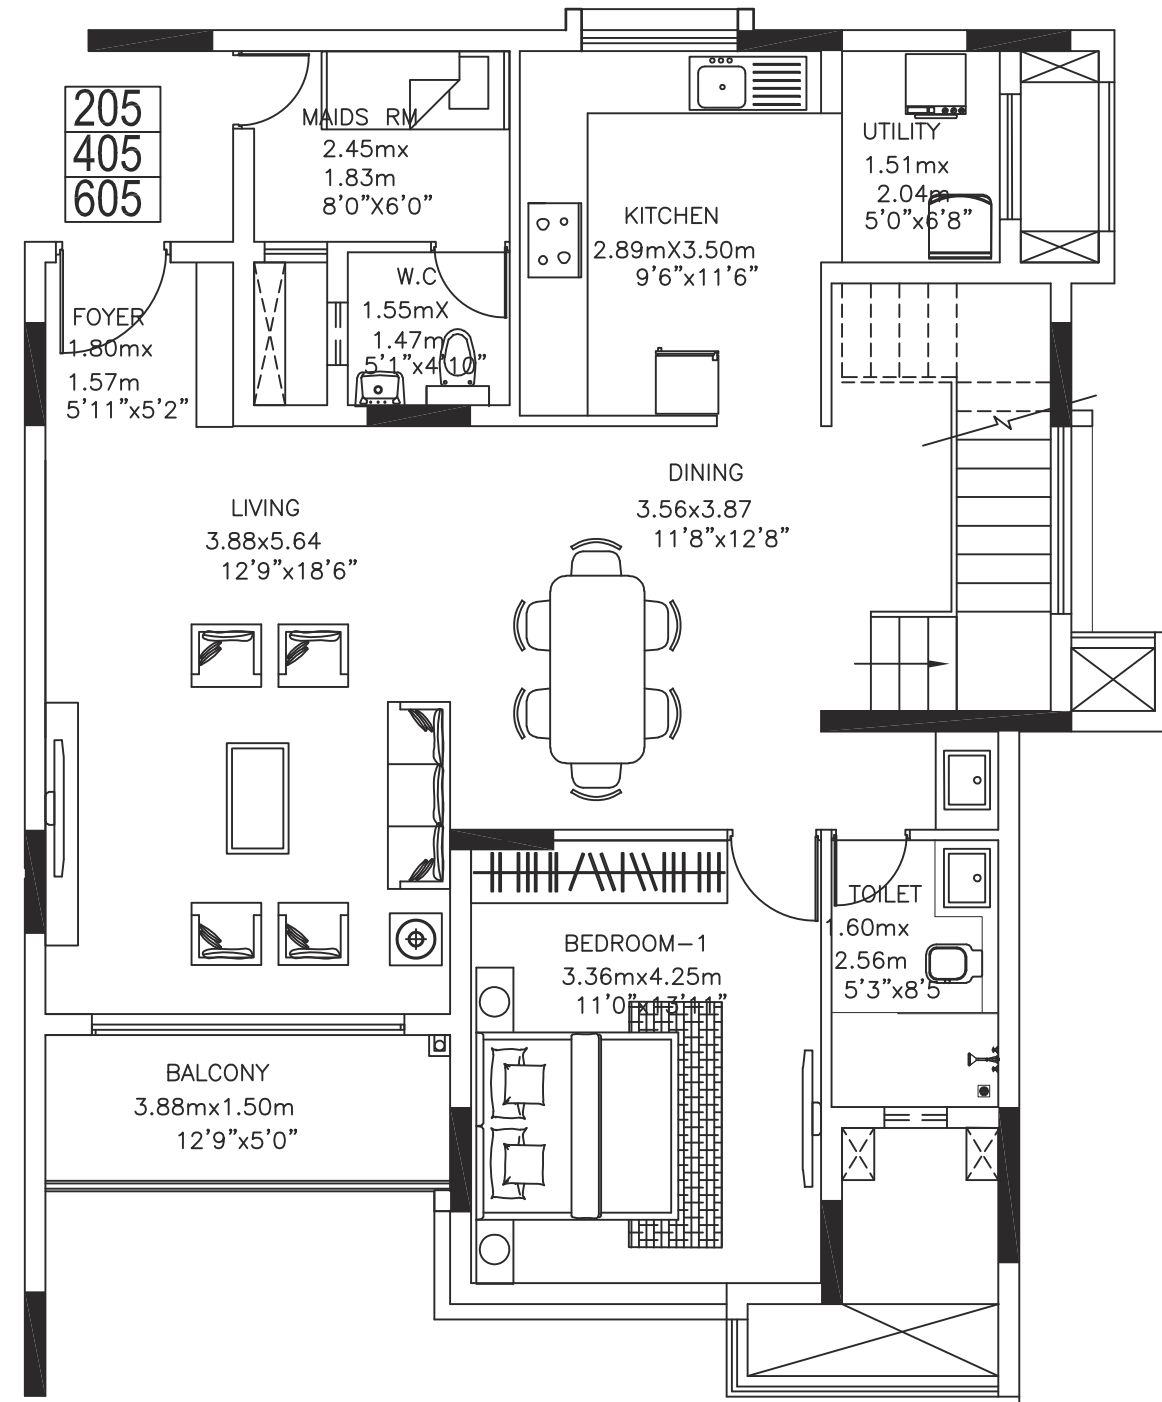 205
405
605
MAIDS RM
2.45mx
1.83m
8'0"X6'0"
UTILITY
1.51mx
2.04m
5'0"x6'8"
KITCHEN
2.89mX3.50m
9'6"x11'6"
W.C
1.55mX
1.47m
5'1"x4'10"
FOYER
1.80mx
1.57m
5'11"x5'2"
LIVING
3.88x5.64
12'9"x18'6"
DINING
3.56x3.87
11'8"x12'8"
TOILET
1.60mx
2.56m
5'3"x8'5
BEDROOM-1
3.36mx4.25m
11'0"x13'11"
BALCONY
3.88mx1.50m
12'9"x5'0"